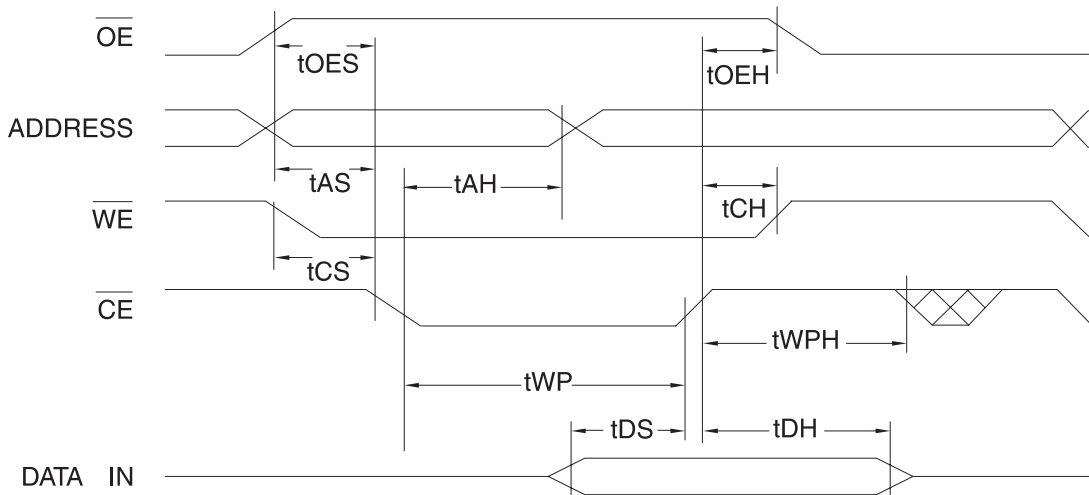 OE
tOES
tOEH
ADDRESS
tAS
tAH
tCH
WE
tCS
CE
tWPH
tWP
tDS
tDH
DATA IN